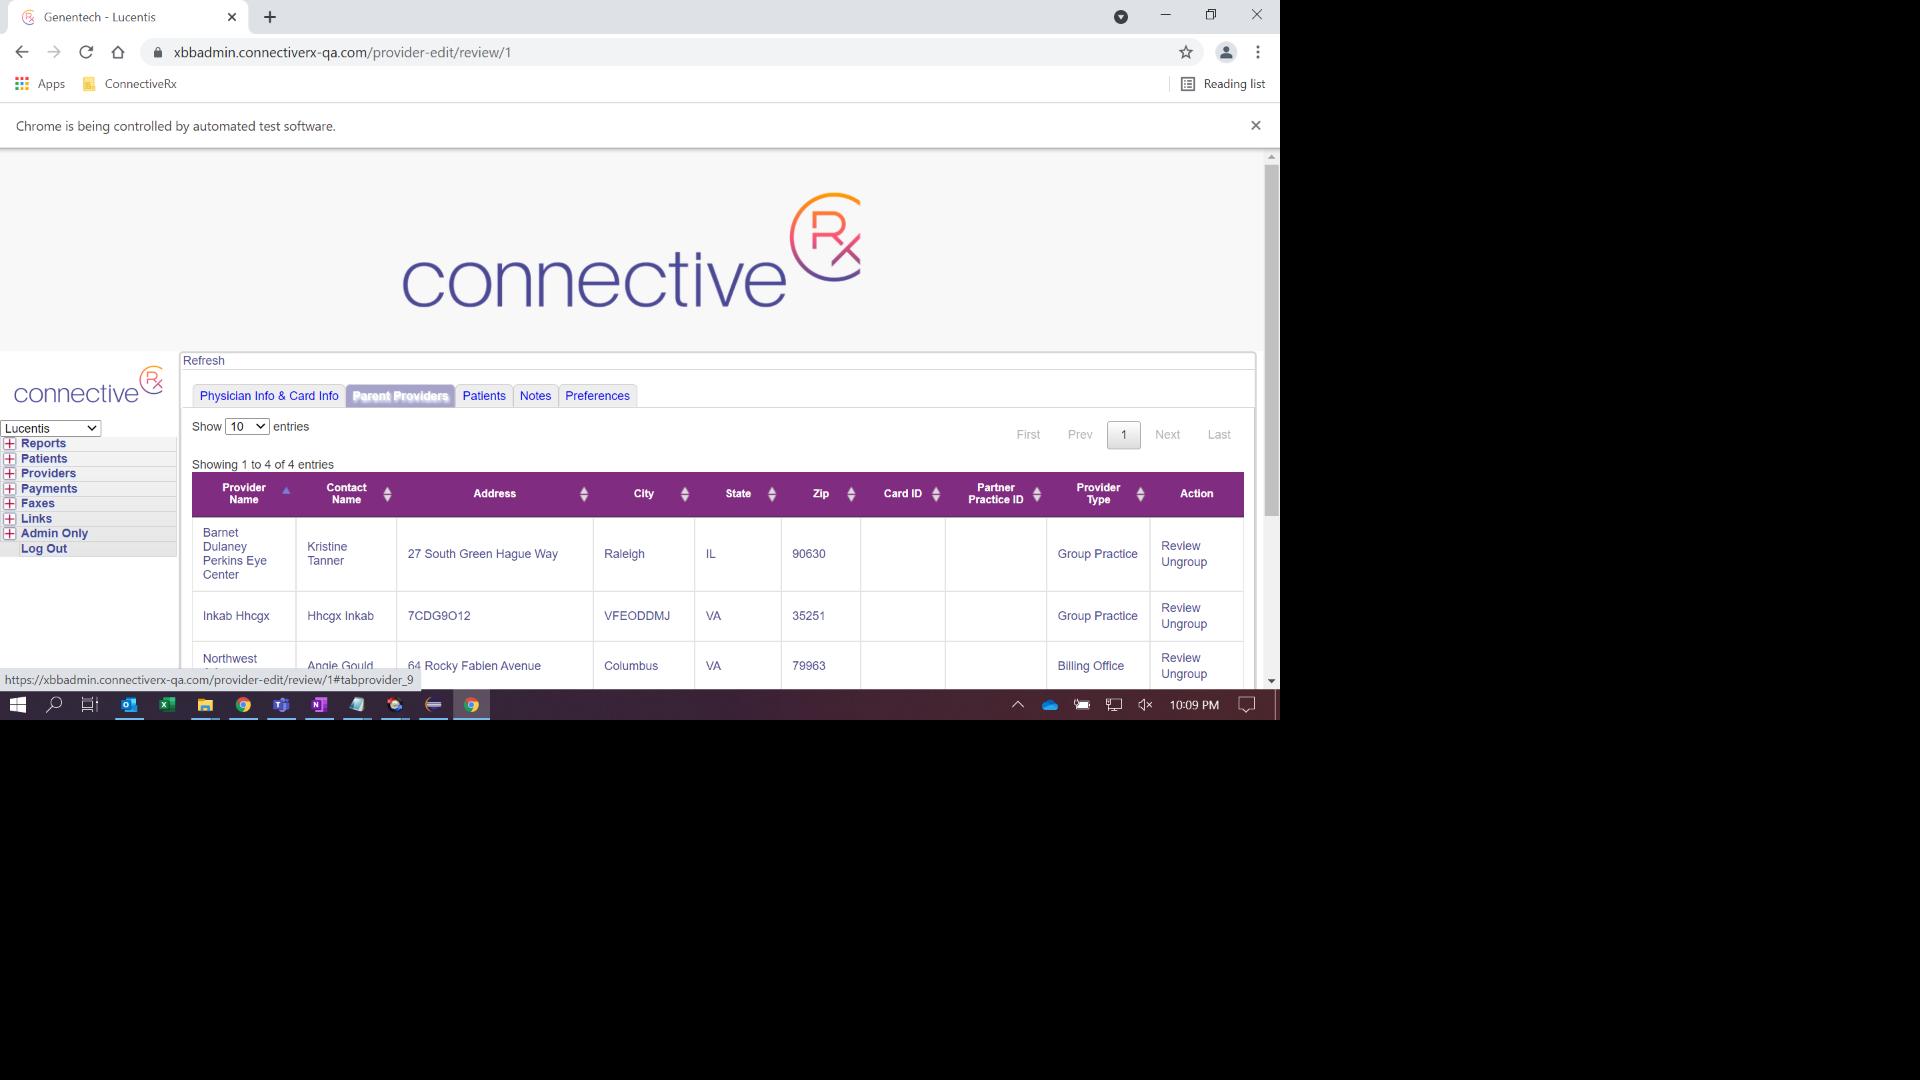 Genentech - Lucentis
xbbadmin.connectiverx-qa.com/provider-edit/review/1
Apps ConnectiveRx Reading list
Chrome is being controlled by automated test software.
connective Rx
Refresh
connective Rx
Physician Info & Card Info Parent Providers Patients Notes Preferences
Lucentis
Reports
Patients
Providers
Payments
Faxes
Links
Admin Only
Log Out
Show 10 entries
First Prev 1 Next Last
Showing 1 to 4 of 4 entries
Provider Name Contact Name Address City State Zip Card ID Partner Practice ID Provider Type Action
Barnet Dulaney Perkins Eye Center Kristine Tanner 27 South Green Hague Way Raleigh IL 90630 Group Practice Review Ungroup
Inkab Hhcgx Hhcgx Inkab 7CDG9O12 VFEODDMJ VA 35251 Group Practice Review Ungroup
Northwest Angie Gould 64 Rocky Fabien Avenue Columbus VA 79963 Billing Office Review Ungroup
https://xbbadmin.connectiverx-qa.com/provider-edit/review/1#tabprovider_9
10:09 PM